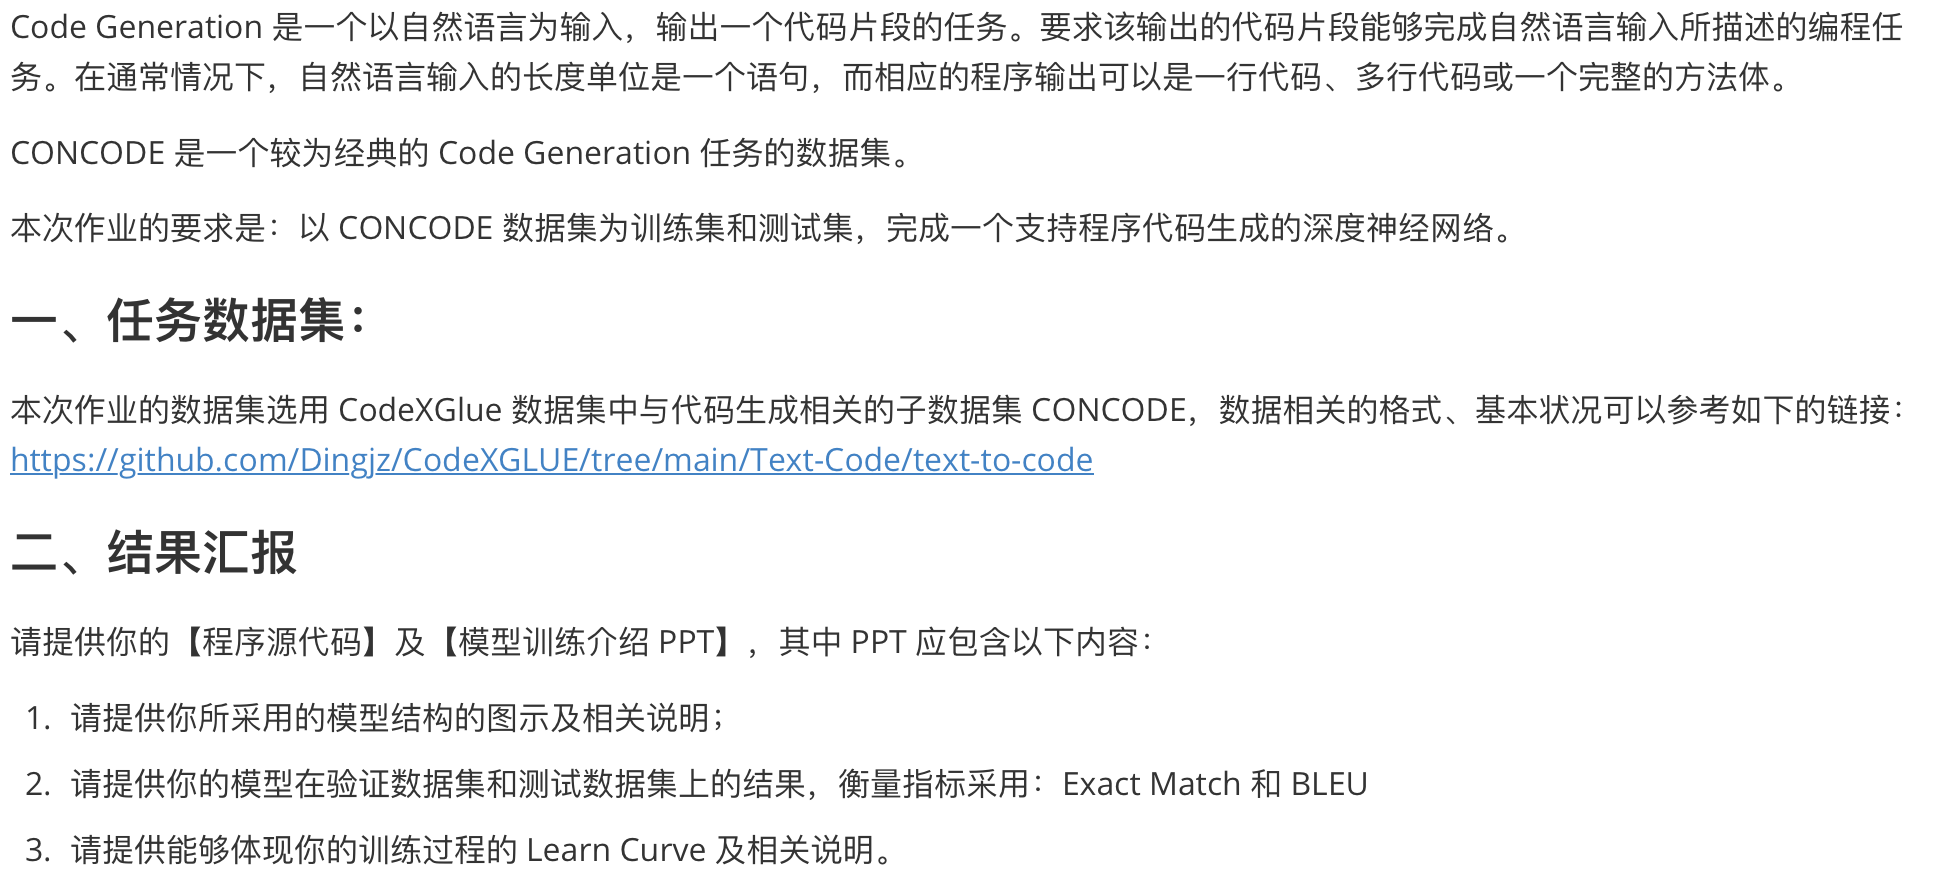 Code Generation 是一个以自然语言为输入，输出一个代码片段的任务。要求该输出的代码片段能够完成自然语言输入所描述的编程任
务。在通常情况下，自然语言输入的长度单位是一个语句，而相应的程序输出可以是一行代码、多行代码或一个完整的方法体。
CONCODE 是一个较为经典的 Code Generation 任务的数据集。
本次作业的要求是：以 CONCODE 数据集为训练集和测试集，完成一个支持程序代码生成的深度神经网络。
一、任务数据集：
本次作业的数据集选用 CodeXGlue 数据集中与代码生成相关的子数据集 CONCODE，数据相关的格式、基本状况可以参考如下的链接：
https://github.com/Dingjz/CodeXGLUE/tree/main/Text-Code/text-to-code
二、结果汇报
请提供你的【程序源代码】及【模型训练介绍 PPT】，其中 PPT 应包含以下内容：
1. 请提供你所采用的模型结构的图示及相关说明；
2. 请提供你的模型在验证数据集和测试数据集上的结果，衡量指标采用：Exact Match 和 BLEU
3. 请提供能够体现你的训练过程的 Learn Curve 及相关说明。